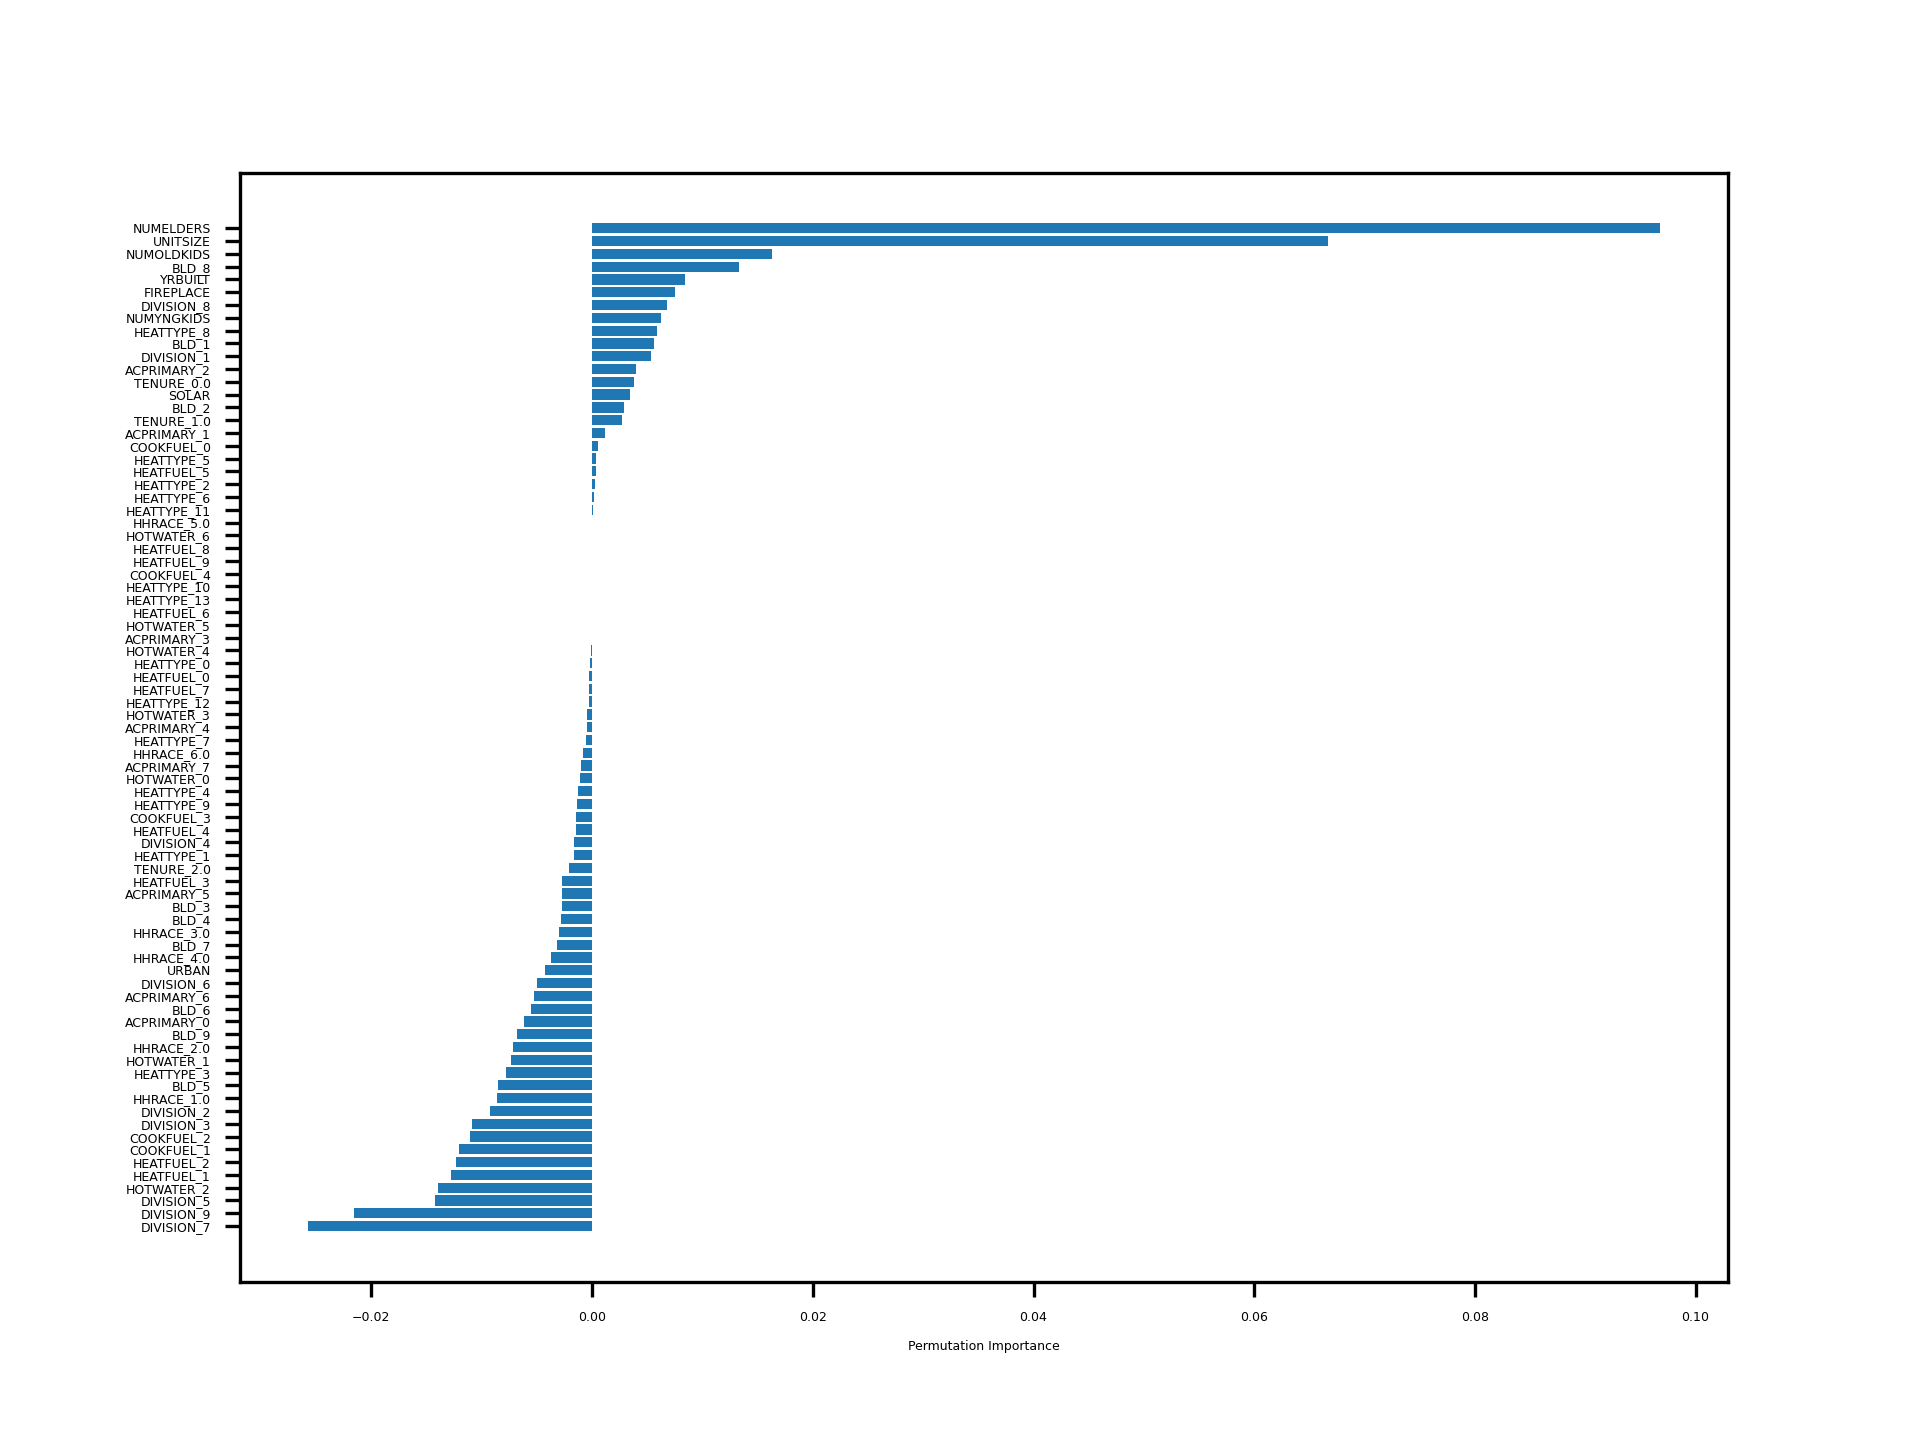 NUMELDERS
UNITSIZE
NUMOLDKIDS
BLD_8
YRBUILT
FIREPLACE
DIVISION_8
NUMYNGKIDS
HEATTYPE_8
BLD_1
DIVISION_1
ACPRIMARY_2
TENURE_0.0
SOLAR
BLD_2
TENURE_1.0
ACPRIMARY_1
COOKFUEL_0
HEATTYPE_5
HEATFUEL_5
HEATTYPE_2
HEATTYPE_6
HEATTYPE_11
HHRACE_5.0
HOTWATER_6
HEATFUEL_8
HEATFUEL_9
COOKFUEL_4
HEATTYPE_10
HEATTYPE_13
HEATFUEL_6
HOTWATER_5
ACPRIMARY_3
HOTWATER_4
HEATTYPE_0
HEATFUEL_0
HEATFUEL_7
HEATTYPE_12
HOTWATER_3
ACPRIMARY_4
HEATTYPE_7
HHRACE_6.0
ACPRIMARY_7
HOTWATER_0
HEATTYPE_4
HEATTYPE_9
COOKFUEL_3
HEATFUEL_4
DIVISION_4
HEATTYPE_1
TENURE_2.0
HEATFUEL_3
ACPRIMARY_5
BLD_3
BLD_4
HHRACE_3.0
BLD_7
HHRACE_4.0
URBAN
DIVISION_6
ACPRIMARY_6
BLD_6
ACPRIMARY_0
BLD_9
HHRACE_2.0
HOTWATER_1
HEATTYPE_3
BLD_5
HHRACE_1.0
DIVISION_2
DIVISION_3
COOKFUEL_2
COOKFUEL_1
HEATFUEL_2
HEATFUEL_1
HOTWATER_2
DIVISION_5
DIVISION_9
DIVISION_7
−0.02 0.00 0.02 0.04 0.06 0.08 0.10
Permutation Importance